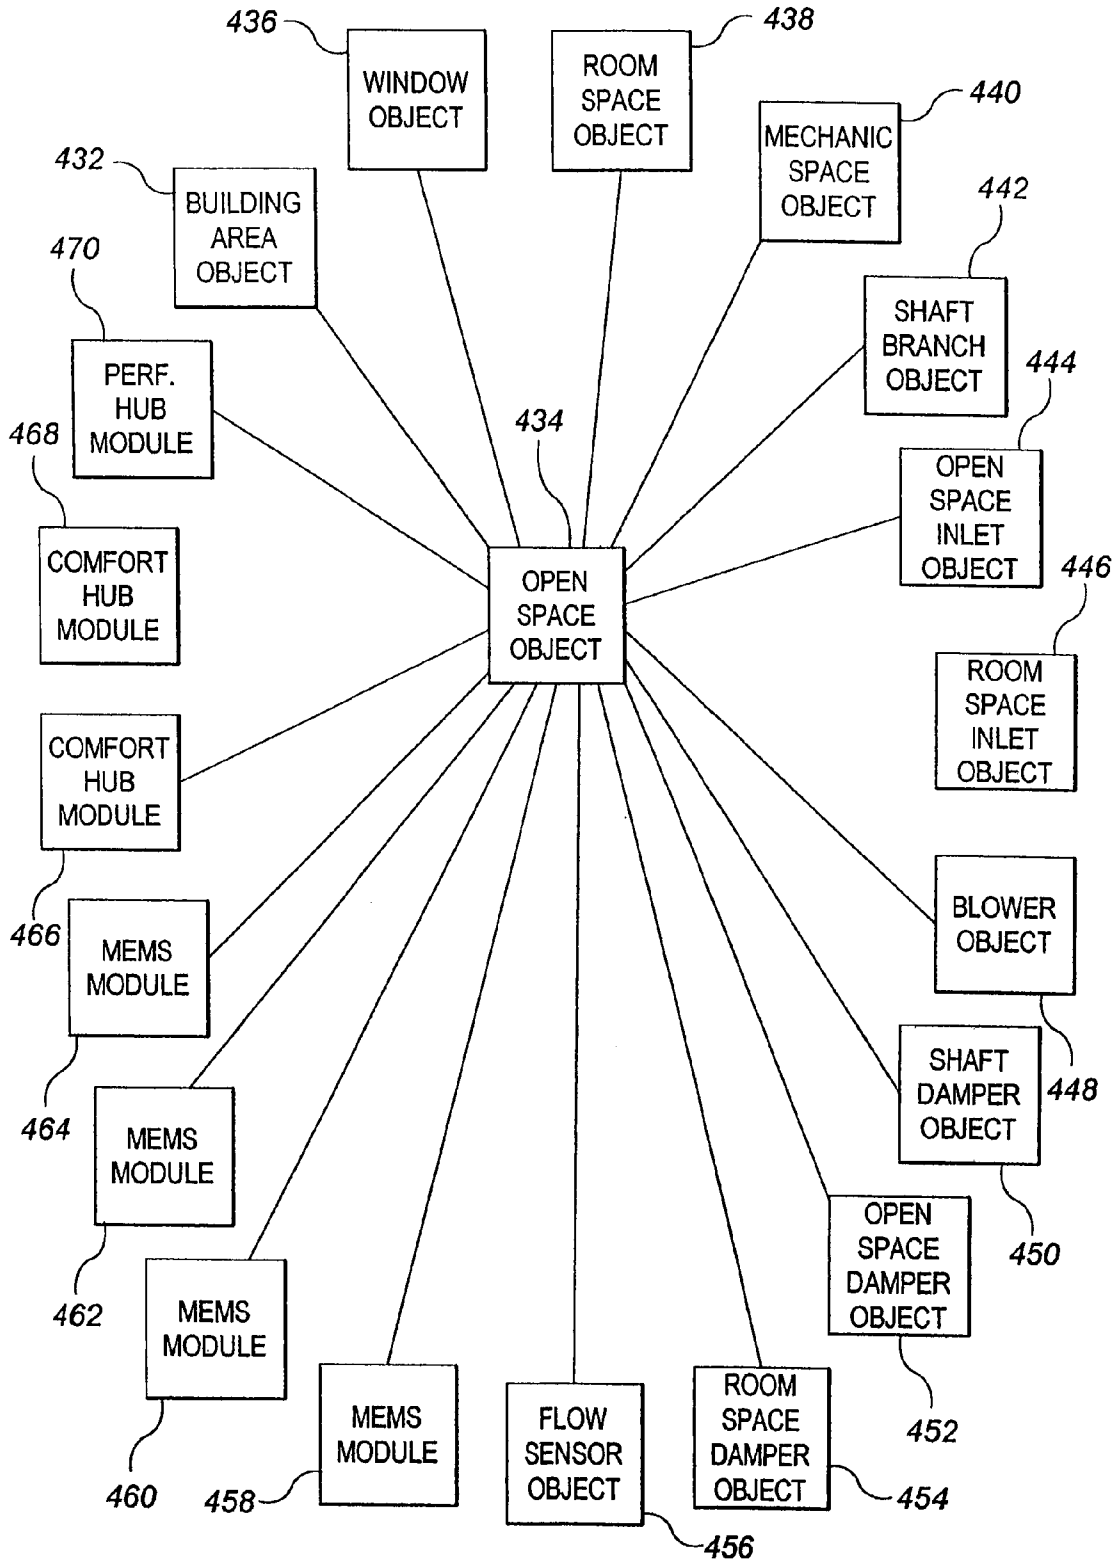 436
WINDOW
OBJECT
438
ROOM
SPACE
OBJECT
440
MECHANIC
SPACE
OBJECT
432
BUILDING
AREA
OBJECT
442
SHAFT
BRANCH
OBJECT
470
PERF.
HUB
MODULE
444
OPEN
SPACE
INLET
OBJECT
434
OPEN
SPACE
OBJECT
468
COMFORT
HUB
MODULE
446
ROOM
SPACE
INLET
OBJECT
COMFORT
HUB
MODULE
466
BLOWER
OBJECT
448
MEMS
MODULE
464
SHAFT
DAMPER
OBJECT
450
MEMS
MODULE
462
OPEN
SPACE
DAMPER
OBJECT
452
MEMS
MODULE
460
MEMS
MODULE
458
FLOW
SENSOR
OBJECT
456
ROOM
SPACE
DAMPER
OBJECT
454